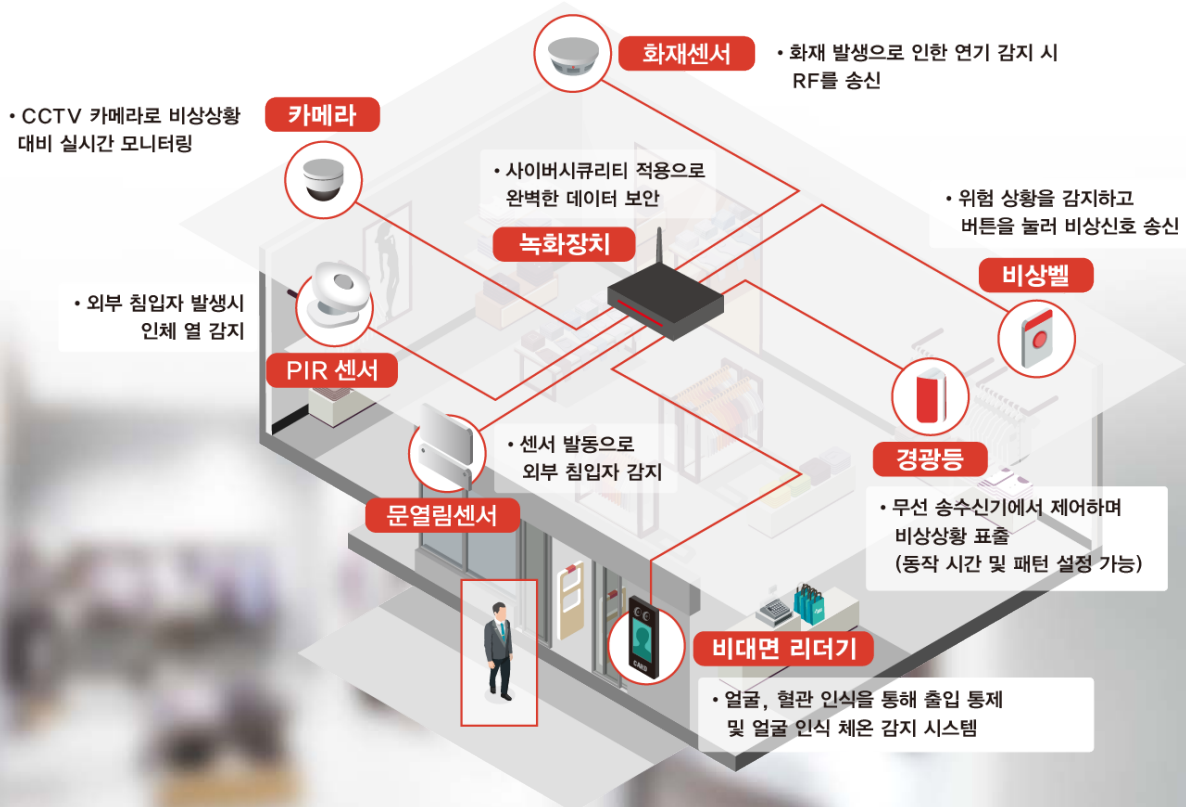 화재센서
• 화재 발생으로 인한 연기 감지 시
RF를 송신
카메라
• CCTV 카메라로 비상상황
대비 실시간 모니터링
• 사이버시큐리티 적용으로
완벽한 데이터 보안
녹화장치
• 위험 상황을 감지하고
버튼을 눌러 비상신호 송신
비상벨
• 외부 침입자 발생시
인체 열 감지
PIR 센서
경광등
• 무선 송수신기에서 제어하며
비상상황 표출
(동작 시간 및 패턴 설정 가능)
• 센서 발동으로
외부 침입자 감지
문열림센서
CARD
비대면 리더기
• 얼굴, 혈관 인식을 통해 출입 통제
및 얼굴 인식 체온 감지 시스템